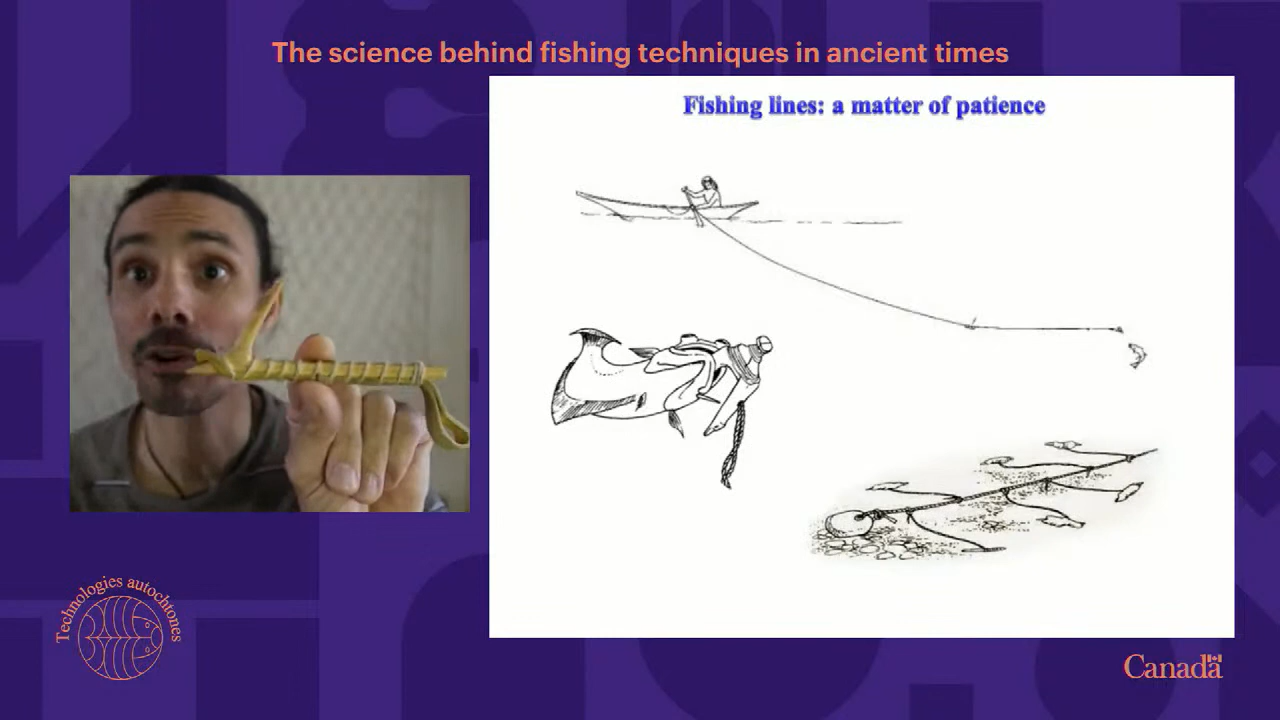 The science behind fishing techniques in ancient times
Fishing lines: a matter of patience
Technologies autochtones
Canada